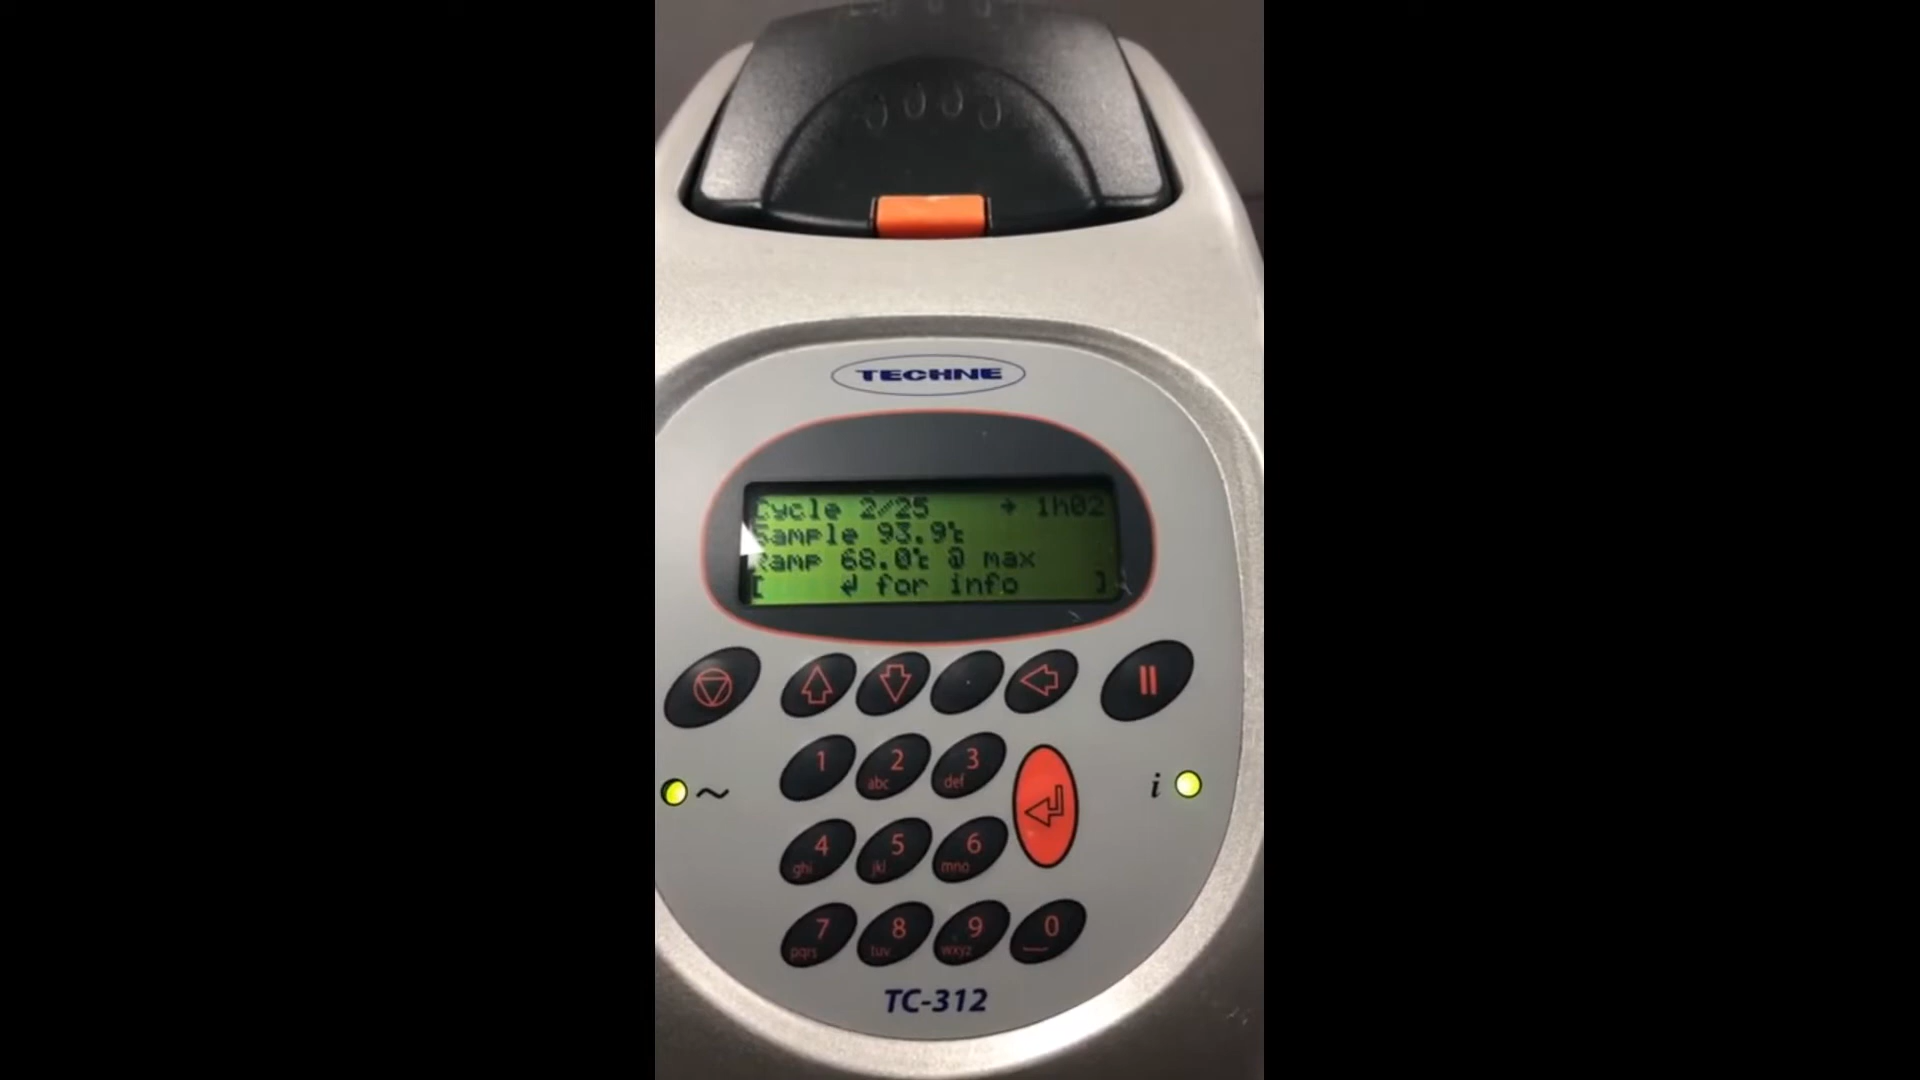 TECHNE
Cycle 2/25 → 1h02
Sample 93.9°c
Ramp 68.0°c @ max
[ ↲ for info ]
1 2 abc 3 def
~ i
4 ghi 5 jkl 6 mno
7 pqrs 8 tuv 9 wxyz 0 _
TC-312